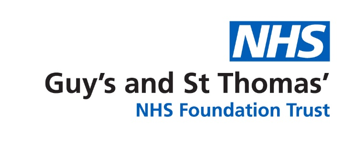 NHS
Guy's and St Thomas'
NHS Foundation Trust